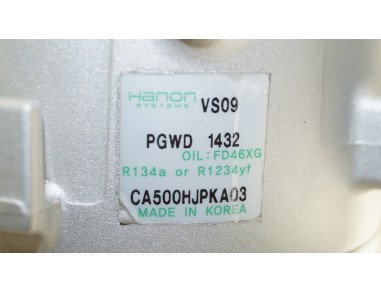 Hanon
SYSTEMS
VS09
PGWD 1432
OIL:FD46XG
R134a or R1234yf
CA500HJPKA03
MADE IN KOREA